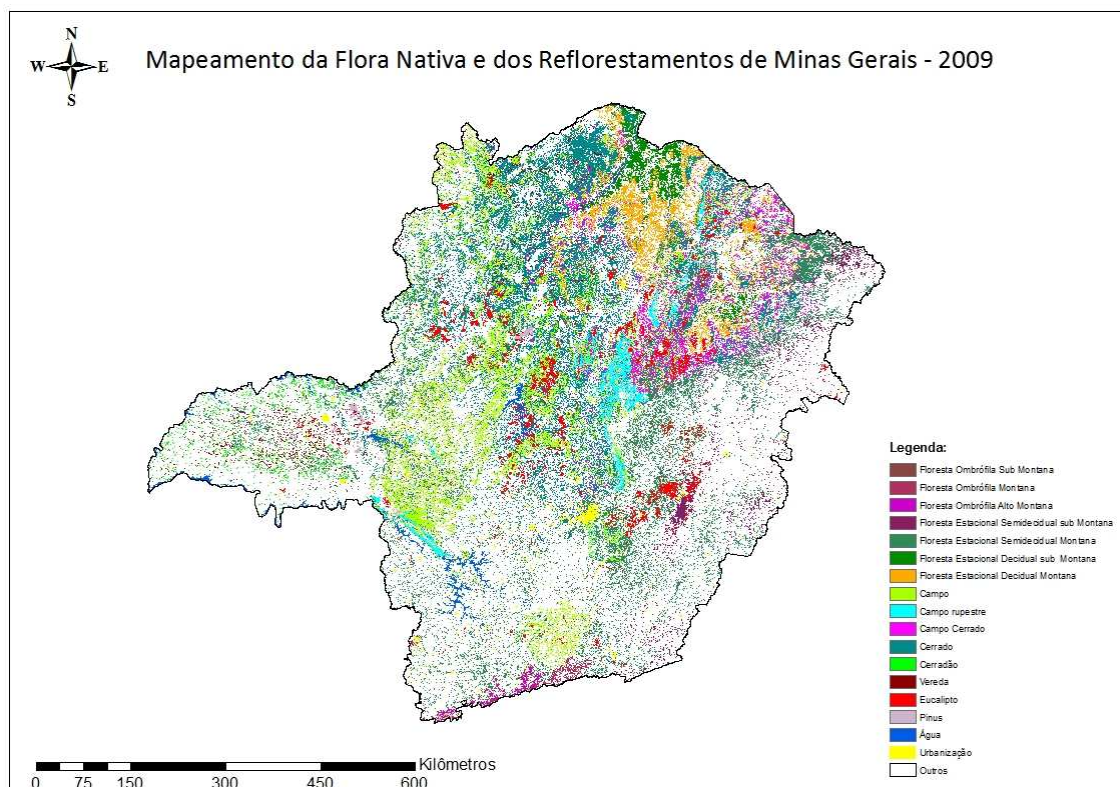 N
Mapeamento da Flora Nativa e dos Reflorestamentos de Minas Gerais - 2009
W E
S
Legenda:
Floresta Ombrófila Sub Montana
Floresta Ombrófila Montana
Floresta Ombrófila Alto Montana
Floresta Estacional Semidecidual sub Montana
Floresta Estacional Semidecidual Montana
Floresta Estacional Decidual sub Montana
Floresta Estacional Decidual Montana
Campo
Campo rupestre
Campo Cerrado
Cerrado
Cerradão
Vereda
Eucalipto
Pinus
Água
Urbanização
Outros
Kilômetros
0 75 150 300 450 600